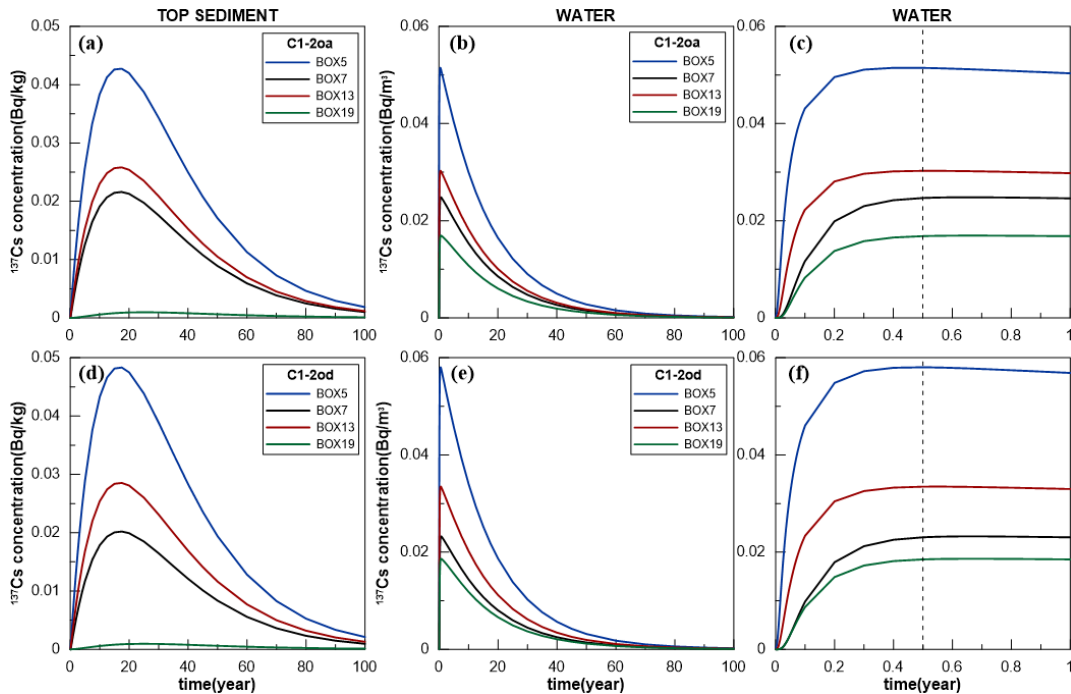 TOP SEDIMENT
WATER
WATER
(a)
C1-2oa
BOX5
BOX7
BOX13
BOX19
¹³⁷Cs concentration(Bq/kg)
0.05
0.04
0.03
0.02
0.01
0
0 20 40 60 80 100
(b)
C1-2oa
BOX5
BOX7
BOX13
BOX19
¹³⁷Cs concentration(Bq/m³)
0.06
0.04
0.02
0
0 20 40 60 80 100
(c)
0.06
0.04
0.02
0
0 0.2 0.4 0.6 0.8 1
(d)
C1-2od
BOX5
BOX7
BOX13
BOX19
¹³⁷Cs concentration(Bq/kg)
0.05
0.04
0.03
0.02
0.01
0
0 20 40 60 80 100
time(year)
(e)
C1-2od
BOX5
BOX7
BOX13
BOX19
¹³⁷Cs concentration(Bq/m³)
0.06
0.04
0.02
0
0 20 40 60 80 100
time(year)
(f)
0.06
0.04
0.02
0
0 0.2 0.4 0.6 0.8 1
time(year)